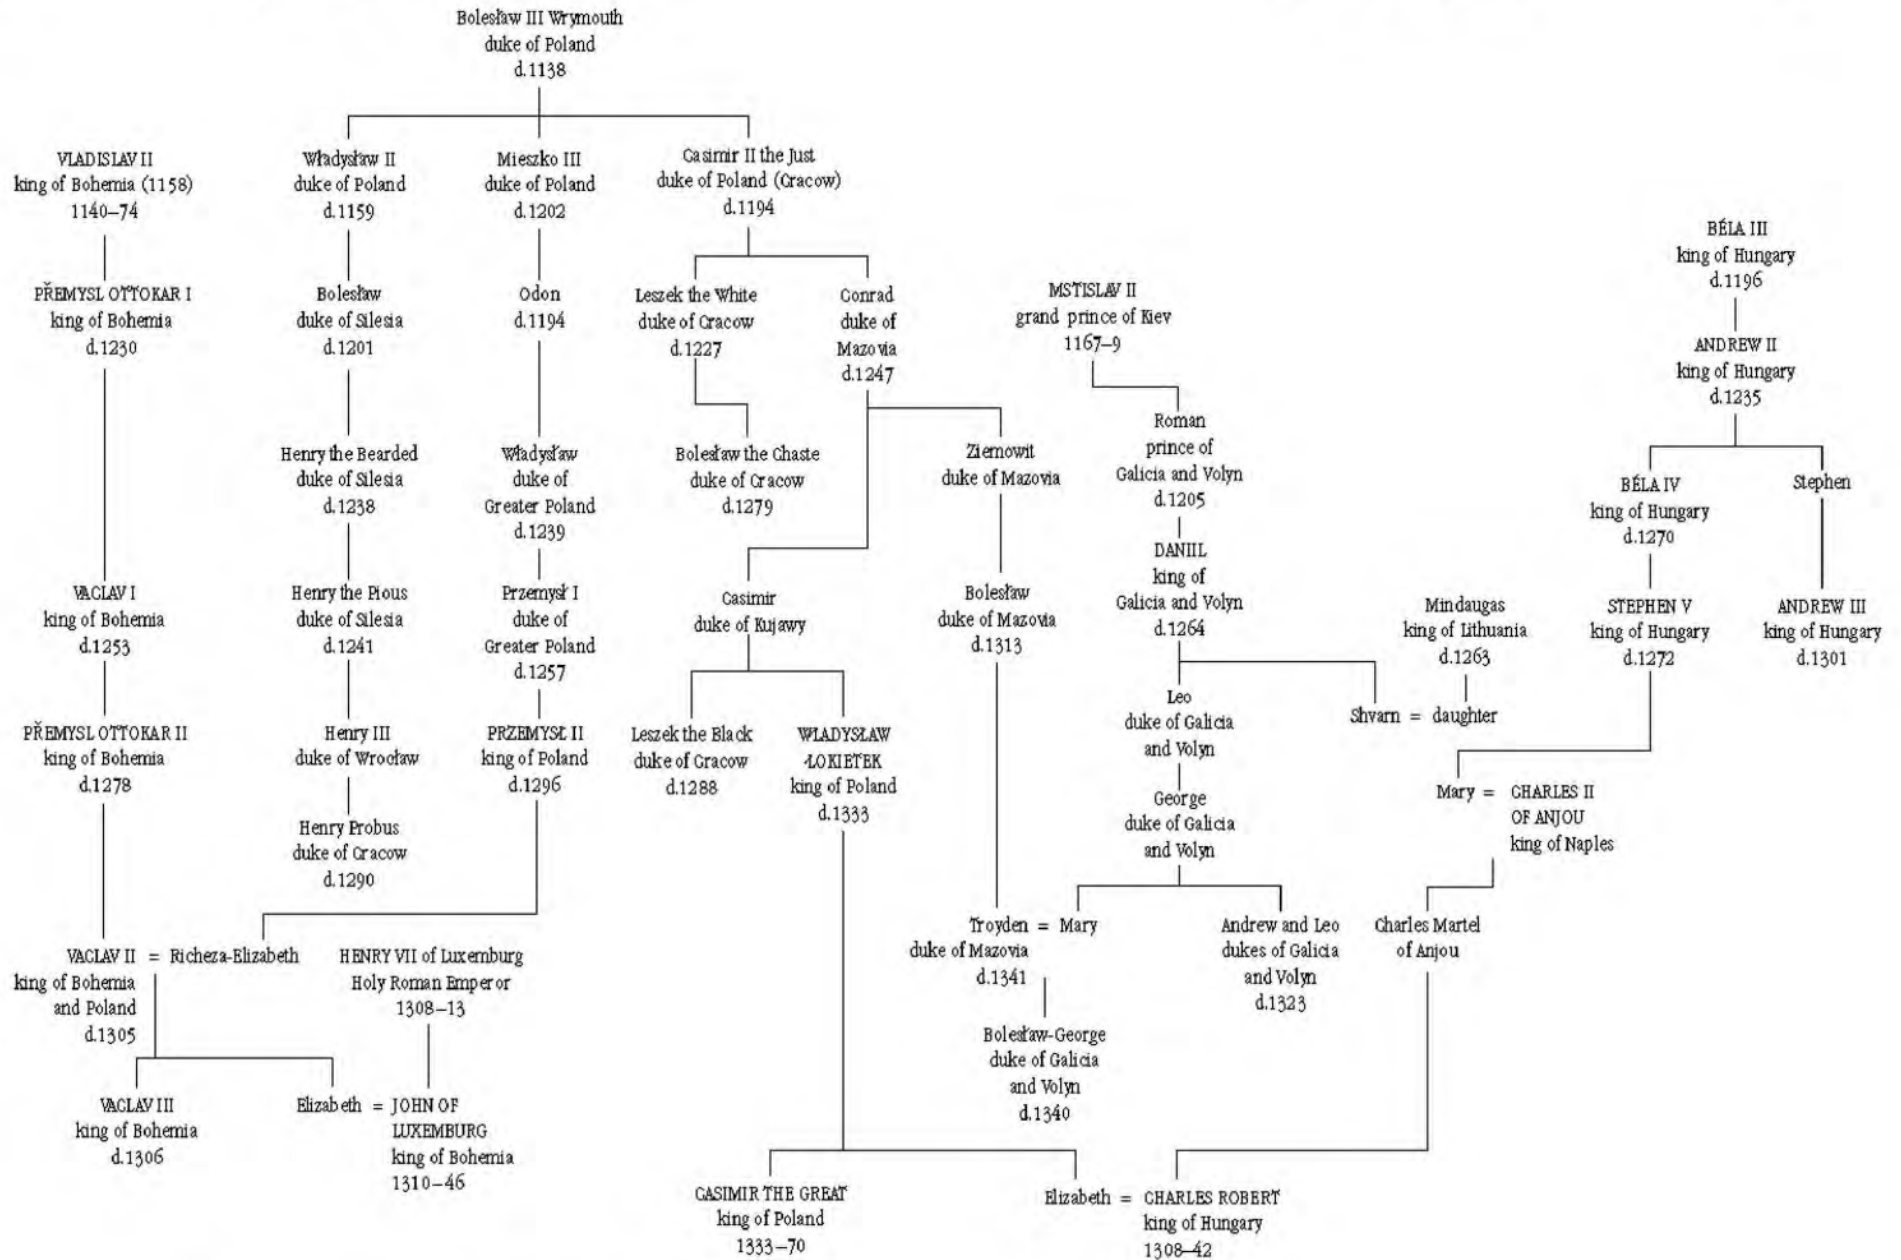 Bolesław III Wrymouth
duke of Poland
d.1138
VLADISLAV II
king of Bohemia (1158)
1140–74
Władysław II
duke of Poland
d.1159
Mieszko III
duke of Poland
d.1202
Casimir II the Just
duke of Poland (Cracow)
d.1194
BÉLA III
king of Hungary
d.1196
PŘEMYSL OTTOKAR I
king of Bohemia
d.1230
Bolesław
duke of Silesia
d.1201
Odon
d.1194
Leszek the White
duke of Cracow
d.1227
Conrad
duke of
Mazovia
d.1247
MSTISLAV II
grand prince of Kiev
1167–9
ANDREW II
king of Hungary
d.1235
Henry the Bearded
duke of Silesia
d.1238
Władysław
duke of
Greater Poland
d.1239
Bolesław the Chaste
duke of Cracow
d.1279
Ziemowit
duke of Mazovia
Roman
prince of
Galicia and Volyn
d.1205
BÉLA IV
king of Hungary
d.1270
Stephen
VACLAV I
king of Bohemia
d.1253
Henry the Pious
duke of Silesia
d.1241
Przemysł I
duke of
Greater Poland
d.1257
Casimir
duke of Kujawy
Bolesław
duke of Mazovia
d.1313
DANIIL
king of
Galicia and Volyn
d.1264
Mindaugas
king of Lithuania
d.1263
STEPHEN V
king of Hungary
d.1272
ANDREW III
king of Hungary
d.1301
PŘEMYSL OTTOKAR II
king of Bohemia
d.1278
Henry III
duke of Wrocław
PRZEMYSŁ II
king of Poland
d.1296
Leszek the Black
duke of Cracow
d.1288
WŁADYSŁAW
ŁOKIETEK
king of Poland
d.1333
Leo
duke of Galicia
and Volyn
Shvarn = daughter
Henry Probus
duke of Cracow
d.1290
George
duke of Galicia
and Volyn
Mary = CHARLES II
OF ANJOU
king of Naples
VACLAV II = Richeza-Elizabeth
king of Bohemia
and Poland
d.1305
HENRY VII of Luxemburg
Holy Roman Emperor
1308–13
Troyden = Mary
duke of Mazovia
d.1341
Andrew and Leo
dukes of Galicia
and Volyn
d.1323
Charles Martel
of Anjou
Bolesław-George
duke of Galicia
and Volyn
d.1340
VACLAV III
king of Bohemia
d.1306
Elizabeth = JOHN OF
LUXEMBURG
king of Bohemia
1310–46
CASIMIR THE GREAT
king of Poland
1333–70
Elizabeth = CHARLES ROBERT
king of Hungary
1308–42